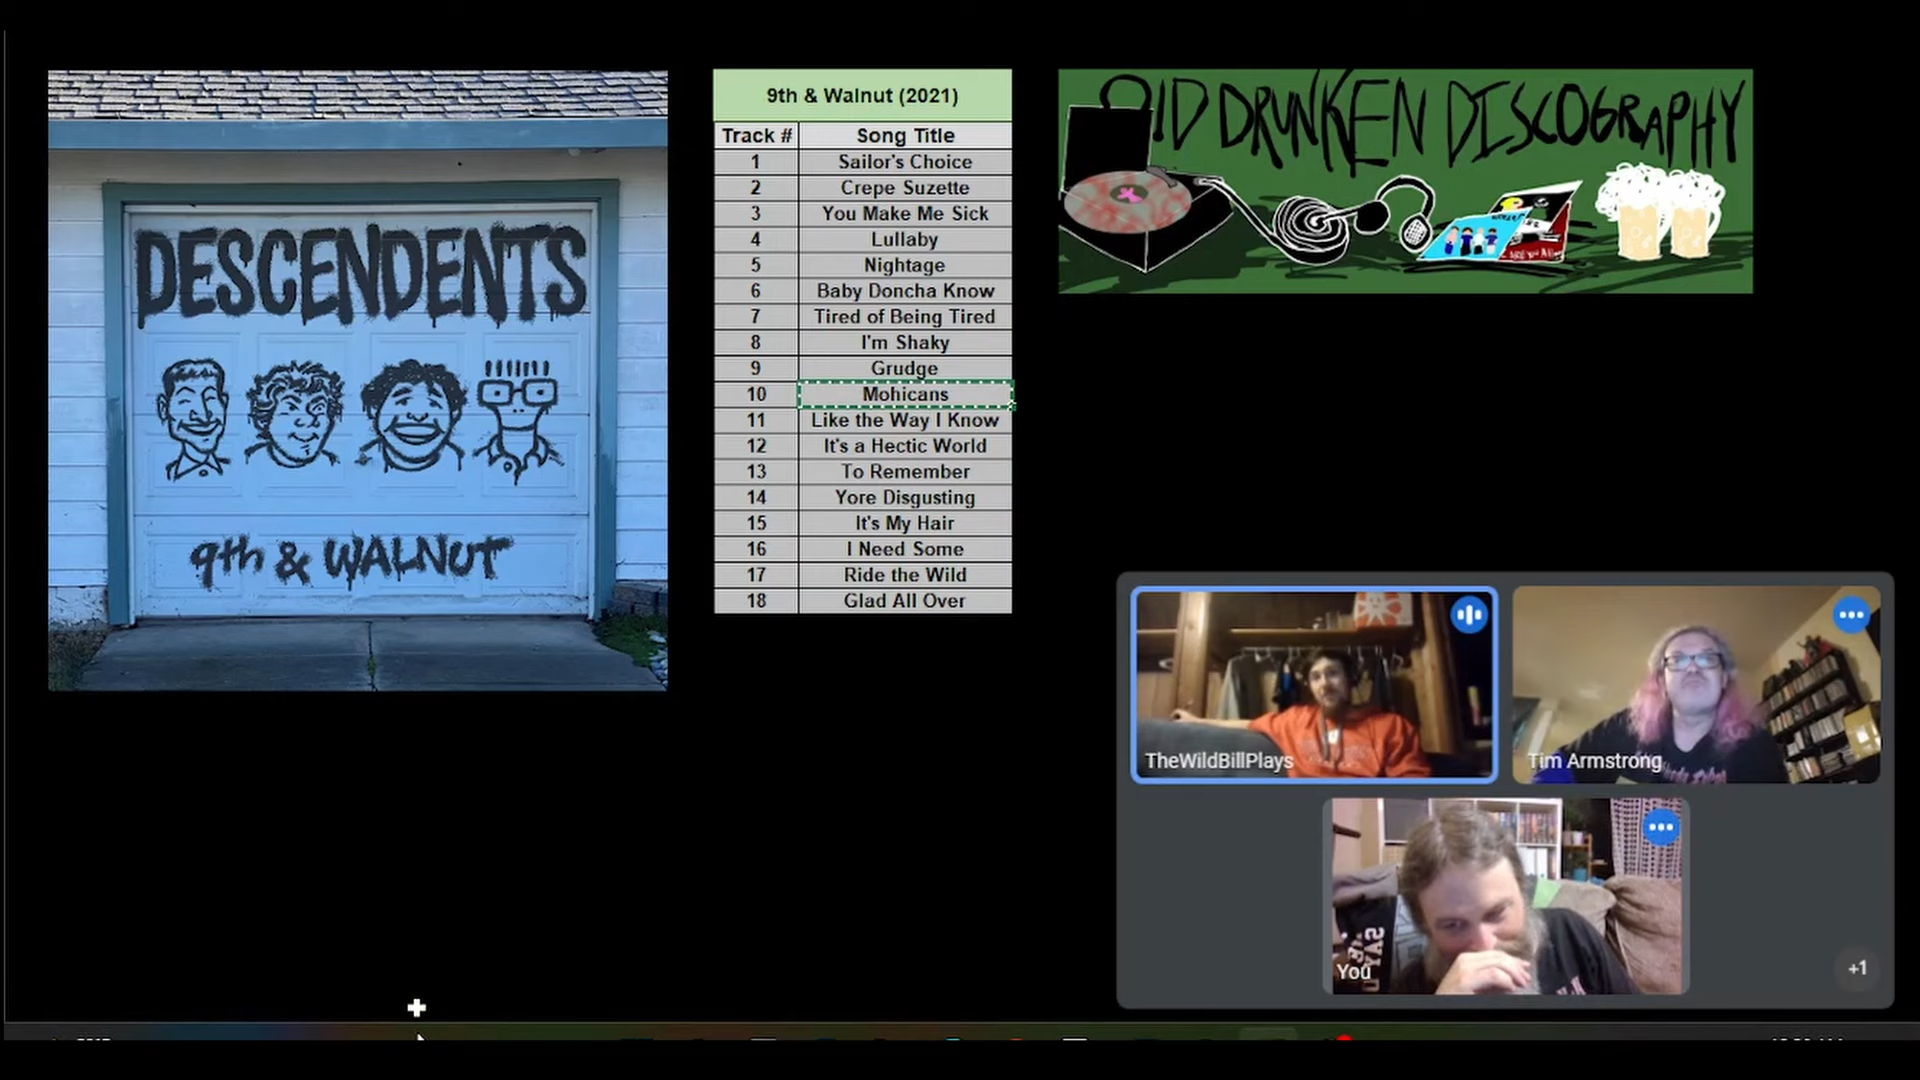 DESCENDENTS
9th & WALNUT
9th & Walnut (2021)
Track # Song Title
1 Sailor's Choice
2 Crepe Suzette
3 You Make Me Sick
4 Lullaby
5 Nightage
6 Baby Doncha Know
7 Tired of Being Tired
8 I'm Shaky
9 Grudge
10 Mohicans
11 Like the Way I Know
12 It's a Hectic World
13 To Remember
14 Yore Disgusting
15 It's My Hair
16 I Need Some
17 Ride the Wild
18 Glad All Over
DRUNKEN DISCOGRAPHY
TheWildBillPlays
Tim Armstrong
You
+1